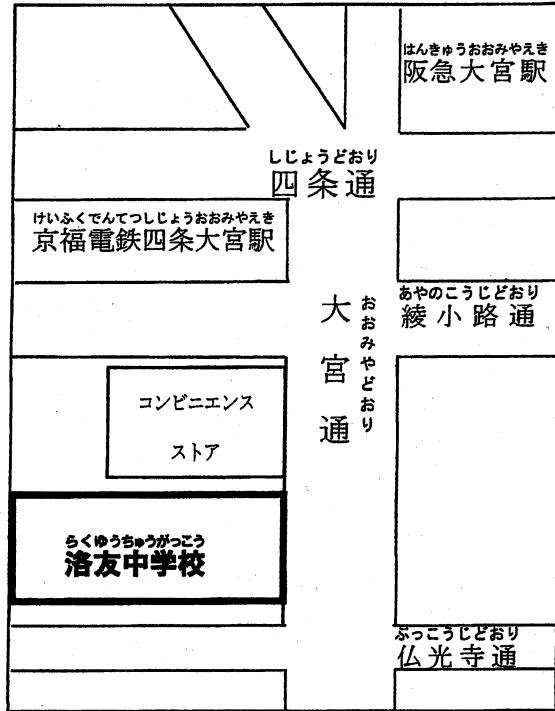 はんきゅうおおみやえき
阪急大宮駅
しじょうどおり
四条通
けいふくでんてつしじょうおおみやえき
京福電鉄四条大宮駅
あやのこうじどおり
綾小路通
大宮通
おおみやどおり
コンビニエンス
ストア
らくゆうちゅうがっこう
洛友中学校
ぶっこうじどおり
仏光寺通